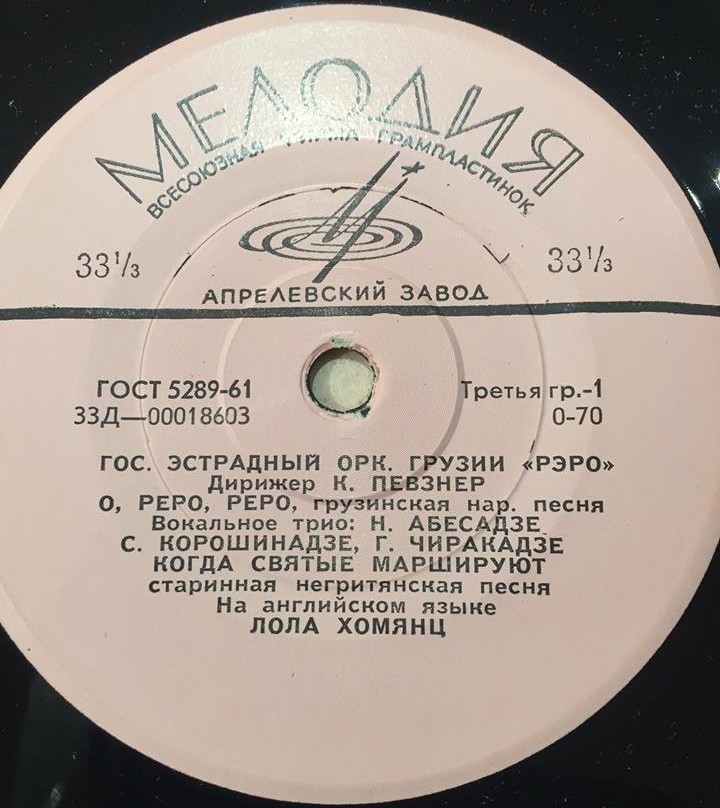 МЕЛОДИЯ
ВСЕСОЮЗНАЯ ФИРМА ГРАМПЛАСТИНОК
33⅓ 33⅓
АПРЕЛЕВСКИЙ ЗАВОД
ГОСТ 5289-61 Третья гр.-1
33Д—00018603 0-70
ГОС. ЭСТРАДНЫЙ ОРК. ГРУЗИИ «РЭРО»
Дирижер К. ПЕВЗНЕР
О, РЕРО, РЕРО, грузинская нар. песня
Вокальное трио: Н. АБЕСАДЗЕ
С. КОРОШИНАДЗЕ, Г. ЧИРАКАДЗЕ
КОГДА СВЯТЫЕ МАРШИРУЮТ
старинная негритянская песня
На английском языке
ЛОЛА ХОМЯНЦ